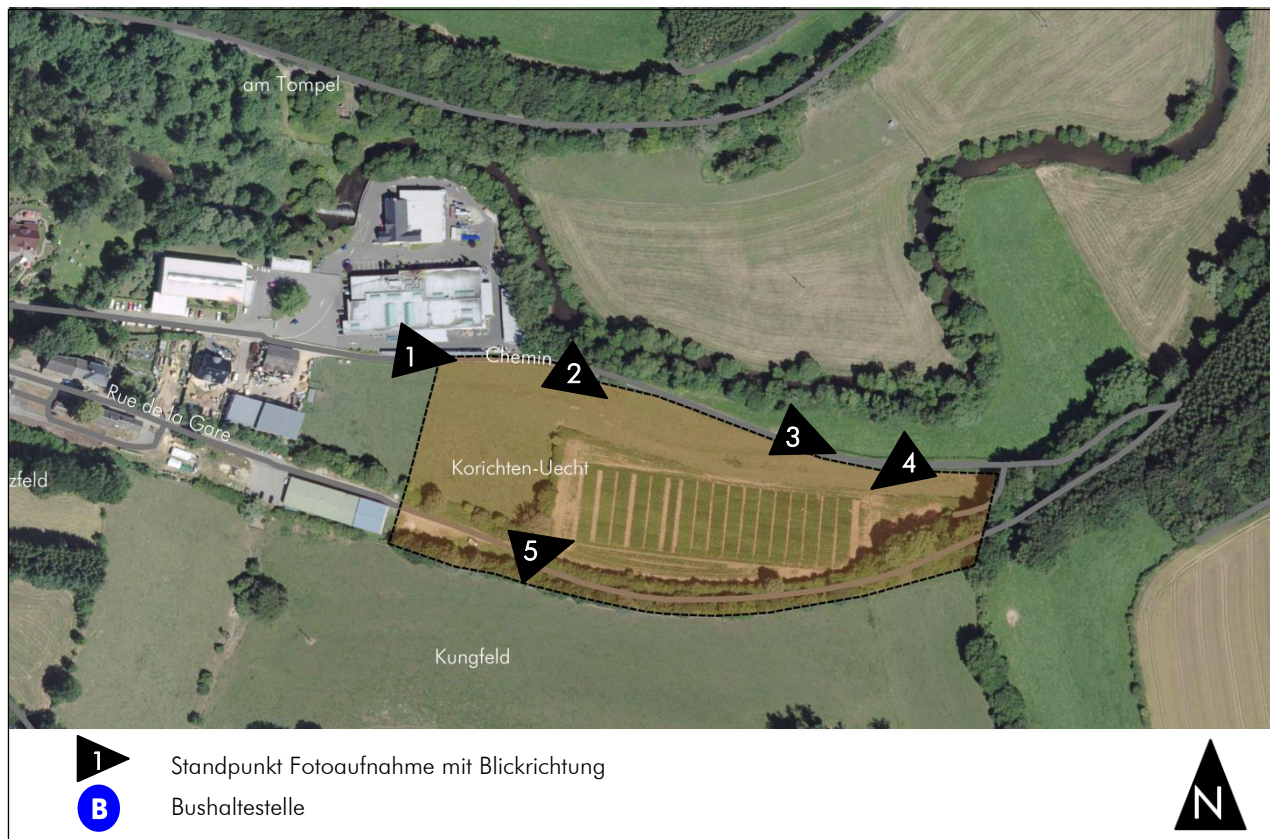 am Tompel
1
Chemin
2
Rue de la Gare
3
4
Korichten-Uecht
zfeld
5
Kungfeld
1 Standpunkt Fotoaufnahme mit Blickrichtung
B Bushaltestelle
N